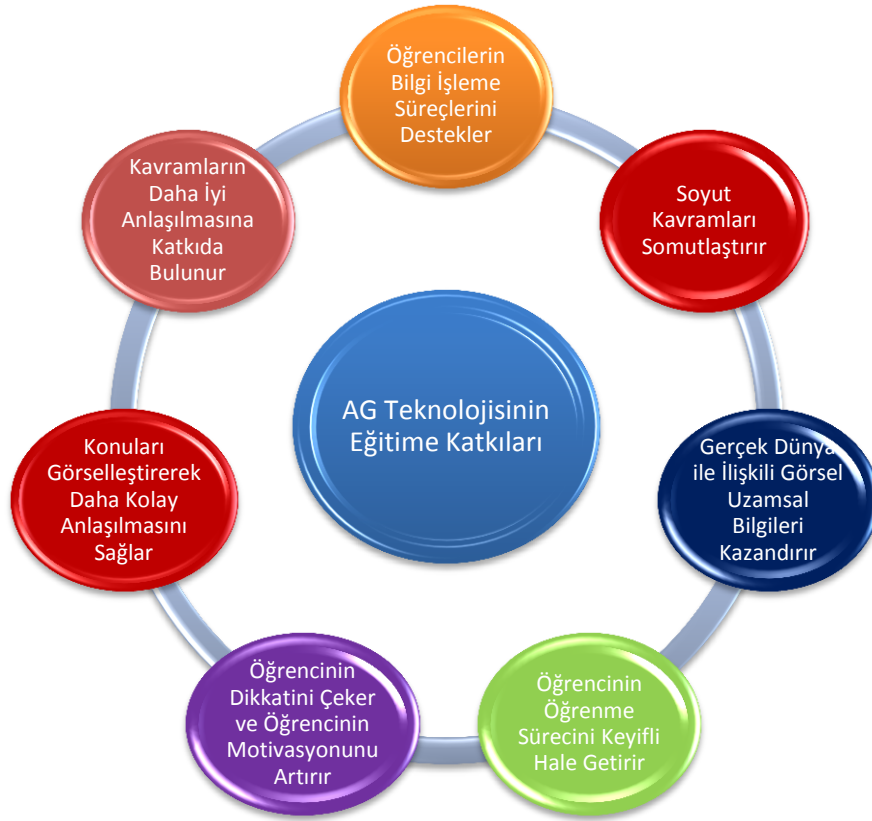 Öğrencilerin
Bilgi İşleme
Süreçlerini
Destekler
Soyut
Kavramları
Somutlaştırır
Gerçek Dünya
ile İlişkili Görsel
Uzamsal
Bilgileri
Kazandırır
Öğrencinin
Öğrenme
Sürecini Keyifli
Hale Getirir
Öğrencinin
Dikkatini Çeker
ve Öğrencinin
Motivasyonunu
Artırır
Konuları
Görselleştirerek
Daha Kolay
Anlaşılmasını
Sağlar
Kavramların
Daha İyi
Anlaşılmasına
Katkıda
Bulunur
AG Teknolojisinin
Eğitime Katkıları